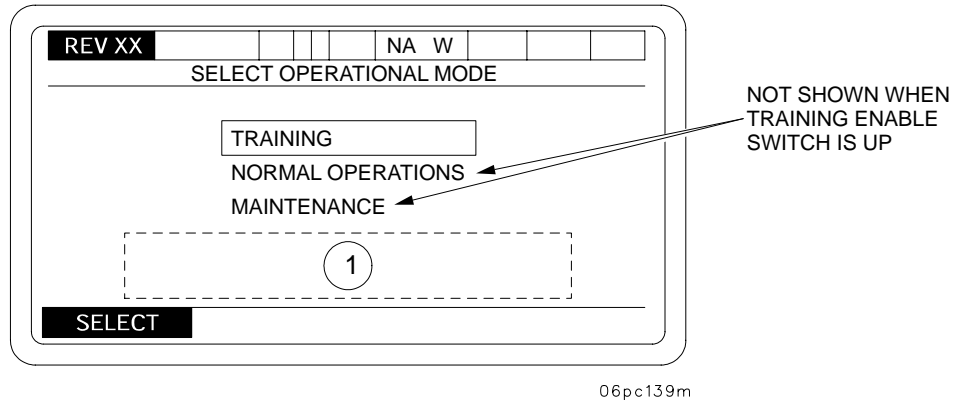 REV XX NA W
SELECT OPERATIONAL MODE
TRAINING
NORMAL OPERATIONS
MAINTENANCE
1
SELECT
NOT SHOWN WHEN
TRAINING ENABLE
SWITCH IS UP
06pc139m